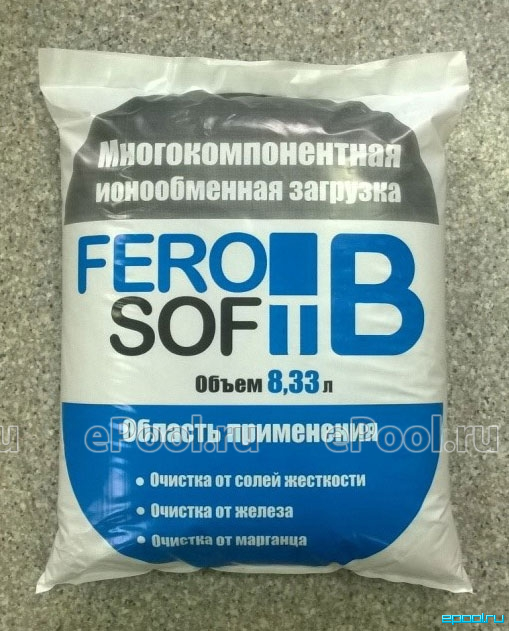 Многокомпонентная
ионообменная загрузка
FERO
SOFT B
Объем 8,33 л
Область применения
ePool.ru ePool.ru
• Очистка от солей жесткости
• Очистка от железа
• Очистка от марганца
epool.ru